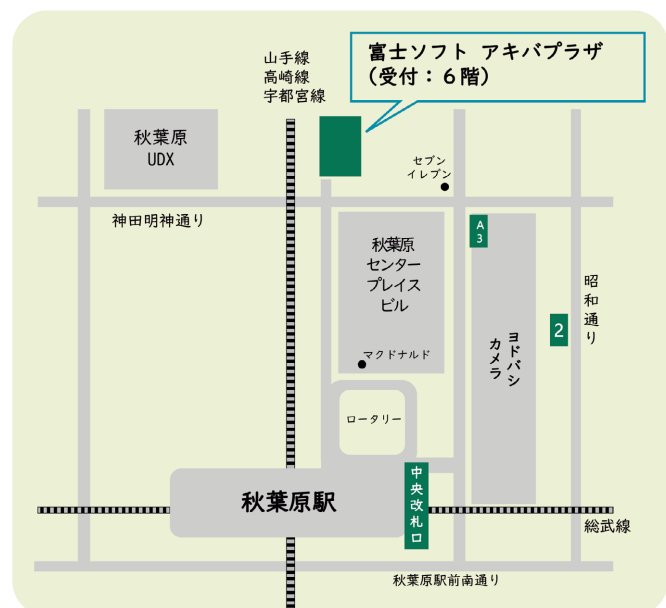 山手線
高崎線
宇都宮線
富士ソフト アキバプラザ
(受付:6階)
秋葉原
UDX
セブン
イレブン
神田明神通り
A3
秋葉原
センター
プレイス
ビル
マクドナルド
ヨドバシ
カメラ
2
昭和通り
ロータリー
秋葉原駅
中央改札口
総武線
秋葉原駅前南通り